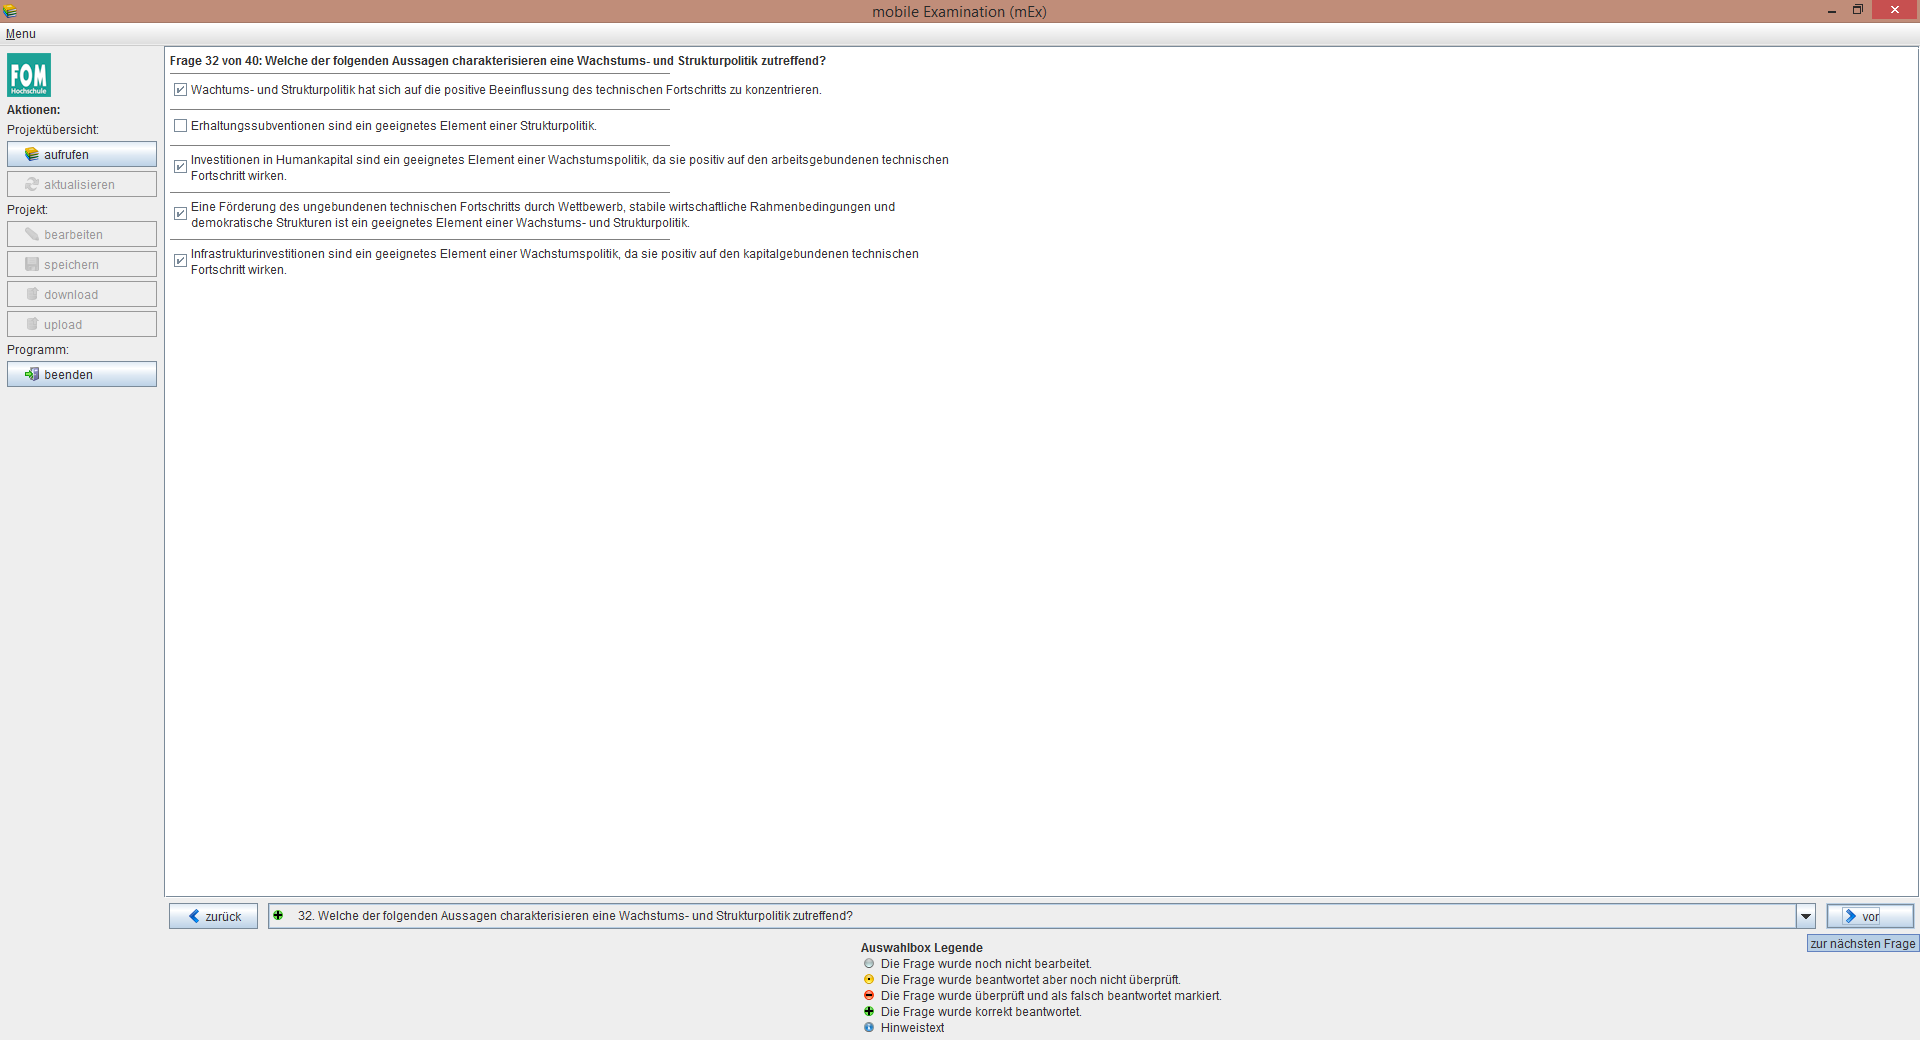 mobile Examination (mEx)
Menu
FOM
Hochschule
Aktionen:
Projektübersicht:
aufrufen
aktualisieren
Projekt:
bearbeiten
speichern
download
upload
Programm:
beenden
Frage 32 von 40: Welche der folgenden Aussagen charakterisieren eine Wachstums- und Strukturpolitik zutreffend?
Wachtums- und Strukturpolitik hat sich auf die positive Beeinflussung des technischen Fortschritts zu konzentrieren.
Erhaltungssubventionen sind ein geeignetes Element einer Strukturpolitik.
Investitionen in Humankapital sind ein geeignetes Element einer Wachstumspolitik, da sie positiv auf den arbeitsgebundenen technischen
Fortschritt wirken.
Eine Förderung des ungebundenen technischen Fortschritts durch Wettbewerb, stabile wirtschaftliche Rahmenbedingungen und
demokratische Strukturen ist ein geeignetes Element einer Wachstums- und Strukturpolitik.
Infrastrukturinvestitionen sind ein geeignetes Element einer Wachstumspolitik, da sie positiv auf den kapitalgebundenen technischen
Fortschritt wirken.
zurück
32. Welche der folgenden Aussagen charakterisieren eine Wachstums- und Strukturpolitik zutreffend?
vor
zur nächsten Frage
Auswahlbox Legende
Die Frage wurde noch nicht bearbeitet.
Die Frage wurde beantwortet aber noch nicht überprüft.
Die Frage wurde überprüft und als falsch beantwortet markiert.
Die Frage wurde korrekt beantwortet.
Hinweistext